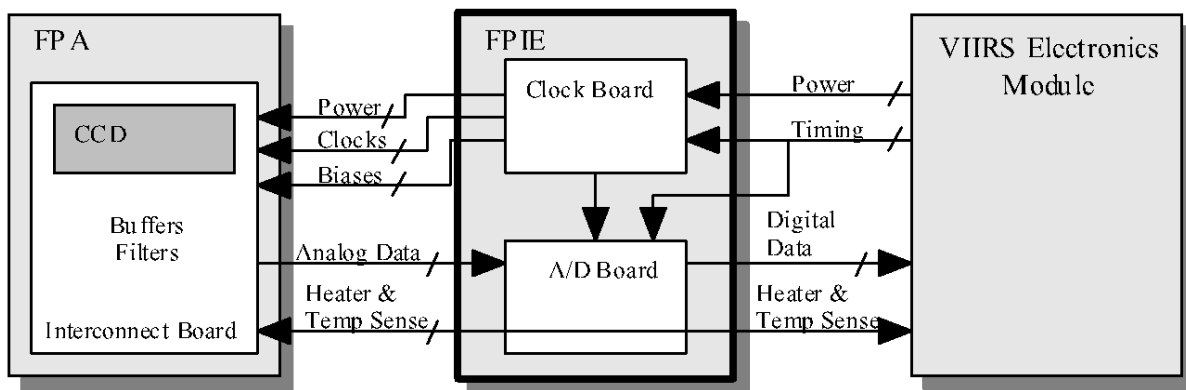 FPA
CCD
Buffers
Filters
Interconnect Board
Power
Clocks
Biases
Analog Data
Heater &
Temp Sense
FPIE
Clock Board
A/D Board
Power
Timing
Digital
Data
Heater &
Temp Sense
VIIRS Electronics
Module